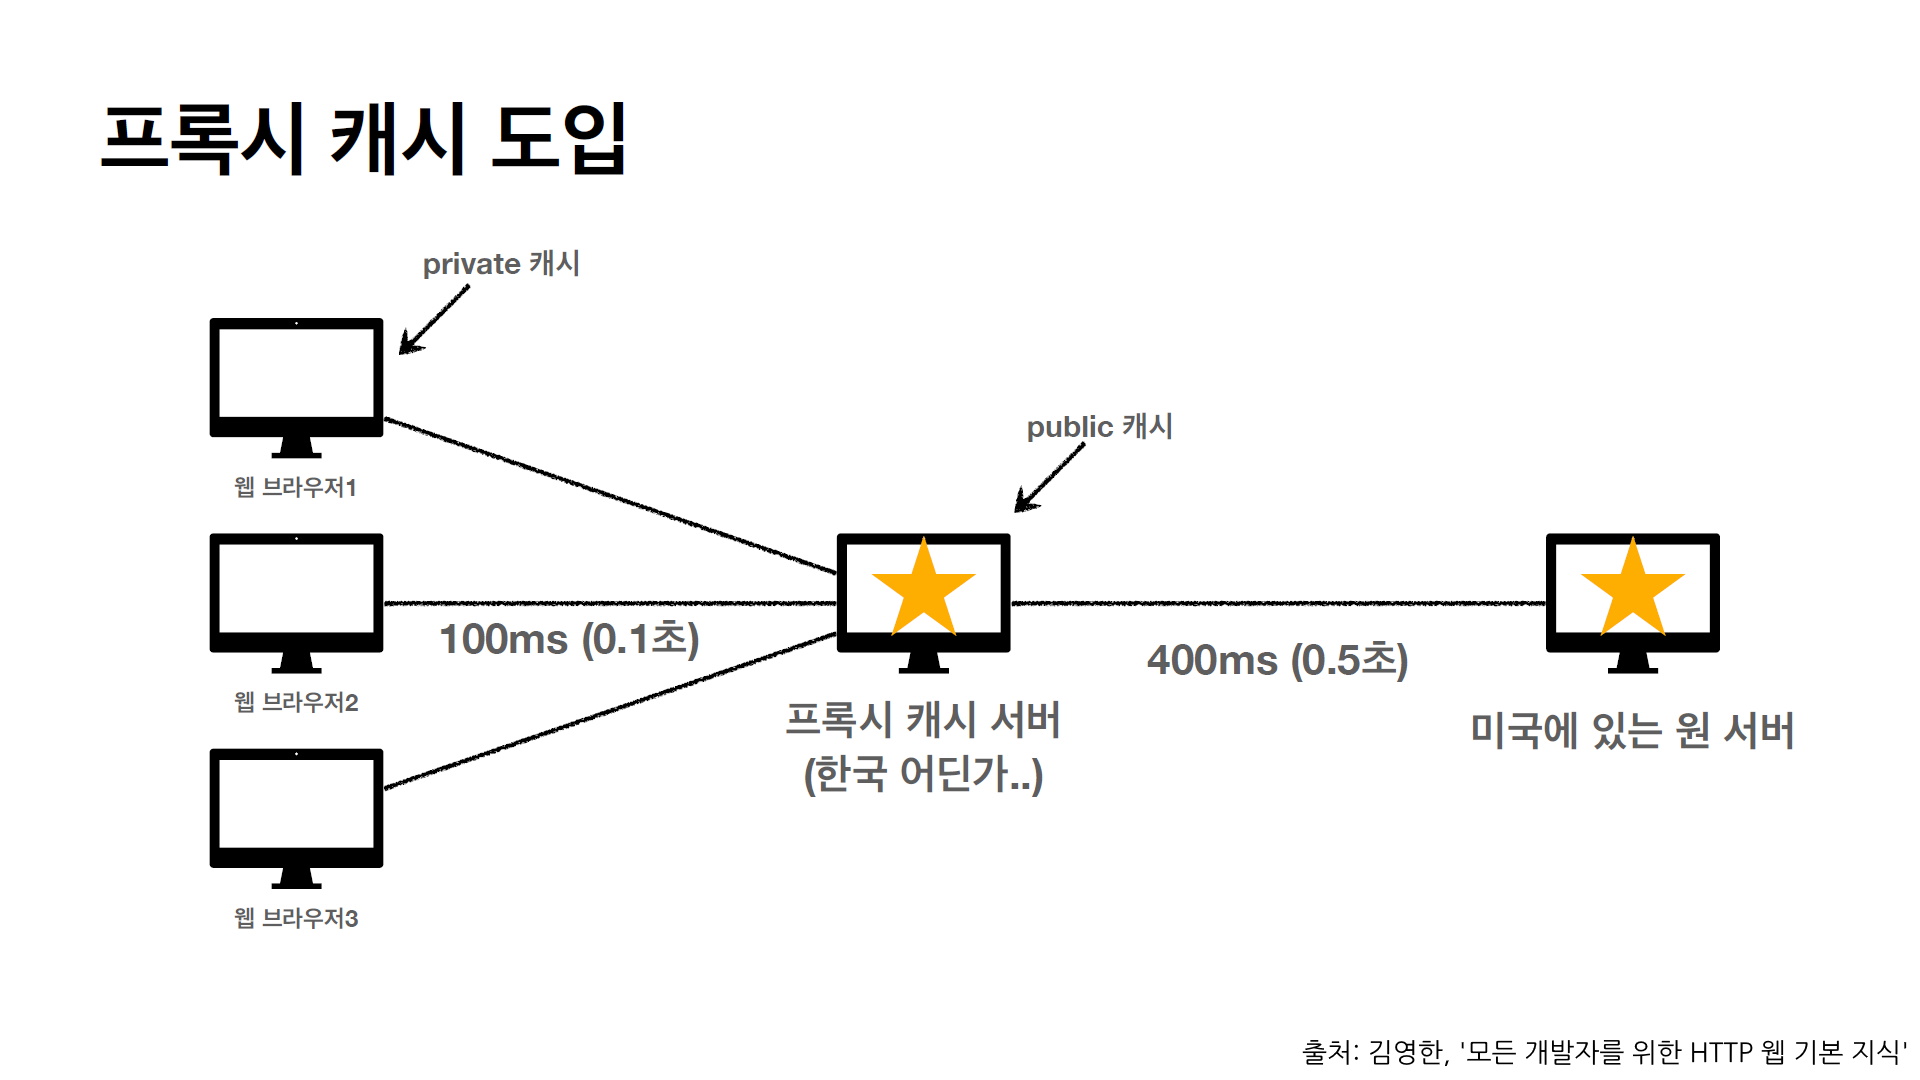 프록시 캐시 도입
private 캐시
public 캐시
웹 브라우저1
100ms (0.1초)
400ms (0.5초)
웹 브라우저2
프록시 캐시 서버
(한국 어딘가..)
미국에 있는 원 서버
웹 브라우저3
출처: 김영한, '모든 개발자를 위한 HTTP 웹 기본 지식'